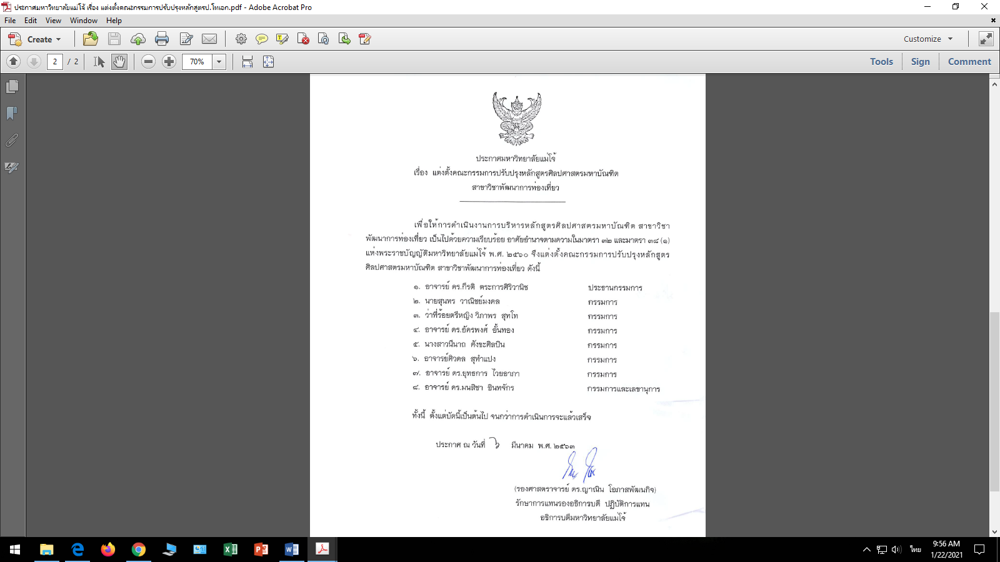 ประกาศมหาวิทยาลัยแม่โจ้ เรื่อง แต่งตั้งคณะกรรมการปรับปรุงหลักสูตรป.โทเอก.pdf - Adobe Acrobat Pro
File Edit View Window Help
Create
Customize
2 / 2
70%
Tools Sign Comment
ประกาศมหาวิทยาลัยแม่โจ้
เรื่อง แต่งตั้งคณะกรรมการปรับปรุงหลักสูตรศิลปศาสตรมหาบัณฑิต
สาขาวิชาพัฒนาการท่องเที่ยว
เพื่อให้การดำเนินงานการบริหารหลักสูตรศิลปศาสตรมหาบัณฑิต สาขาวิชา
พัฒนาการท่องเที่ยว เป็นไปด้วยความเรียบร้อย อาศัยอำนาจตามความในมาตรา ๓๒ และมาตรา ๓๘ (๑)
แห่งพระราชบัญญัติมหาวิทยาลัยแม่โจ้ พ.ศ. ๒๕๖๐ จึงแต่งตั้งคณะกรรมการปรับปรุงหลักสูตร
ศิลปศาสตรมหาบัณฑิต สาขาวิชาพัฒนาการท่องเที่ยว ดังนี้
๑. อาจารย์ ดร.กีรติ ตระการศิริวานิช ประธานกรรมการ
๒. นายสุนทร วาณิชย์มงคล กรรมการ
๓. ว่าที่ร้อยตรีหญิง วิภาพร สุทโท กรรมการ
๔. อาจารย์ ดร.อัครพงศ์ อั้นทอง กรรมการ
๕. นางสาวนีนาถ ศังขะศิลปิน กรรมการ
๖. อาจารย์ศิวดล สุทำแปง กรรมการ
๗. อาจารย์ ดร.ยุทธการ ไวยอาภา กรรมการ
๘. อาจารย์ ดร.มนสิชา อินทจักร กรรมการและเลขานุการ
ทั้งนี้ ตั้งแต่บัดนี้เป็นต้นไป จนกว่าการดำเนินการจะแล้วเสร็จ
ประกาศ ณ วันที่ ๖ มีนาคม พ.ศ. ๒๕๖๓
(รองศาสตราจารย์ ดร.ญาณิน โอภาสพัฒนกิจ)
รักษาการแทนรองอธิการบดี ปฏิบัติการแทน
อธิการบดีมหาวิทยาลัยแม่โจ้
ไทย
9:56 AM
1/22/2021